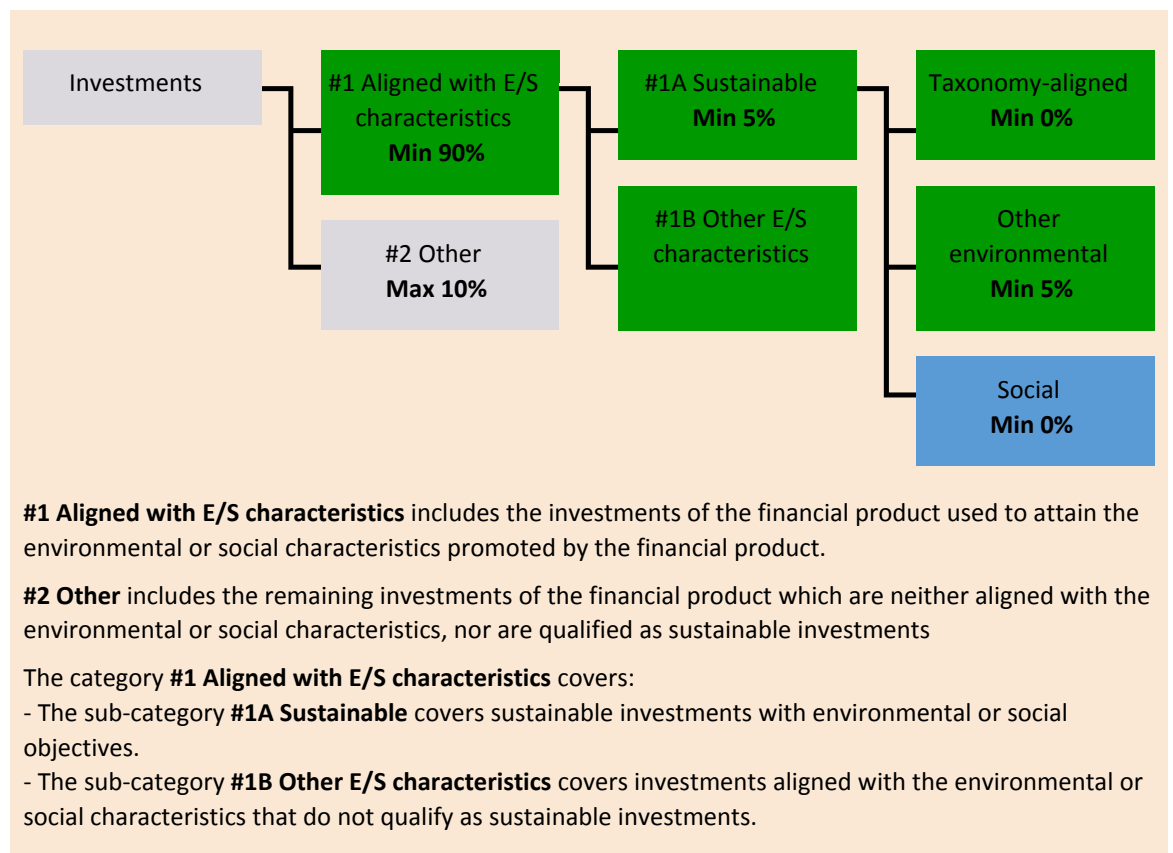 Investments
#1 Aligned with E/S
characteristics
Min 90%
#2 Other
Max 10%
#1A Sustainable
Min 5%
#1B Other E/S
characteristics
Taxonomy-aligned
Min 0%
Other
environmental
Min 5%
Social
Min 0%
#1 Aligned with E/S characteristics includes the investments of the financial product used to attain the
environmental or social characteristics promoted by the financial product.
#2 Other includes the remaining investments of the financial product which are neither aligned with the
environmental or social characteristics, nor are qualified as sustainable investments
The category #1 Aligned with E/S characteristics covers:
- The sub-category #1A Sustainable covers sustainable investments with environmental or social
objectives.
- The sub-category #1B Other E/S characteristics covers investments aligned with the environmental or
social characteristics that do not qualify as sustainable investments.